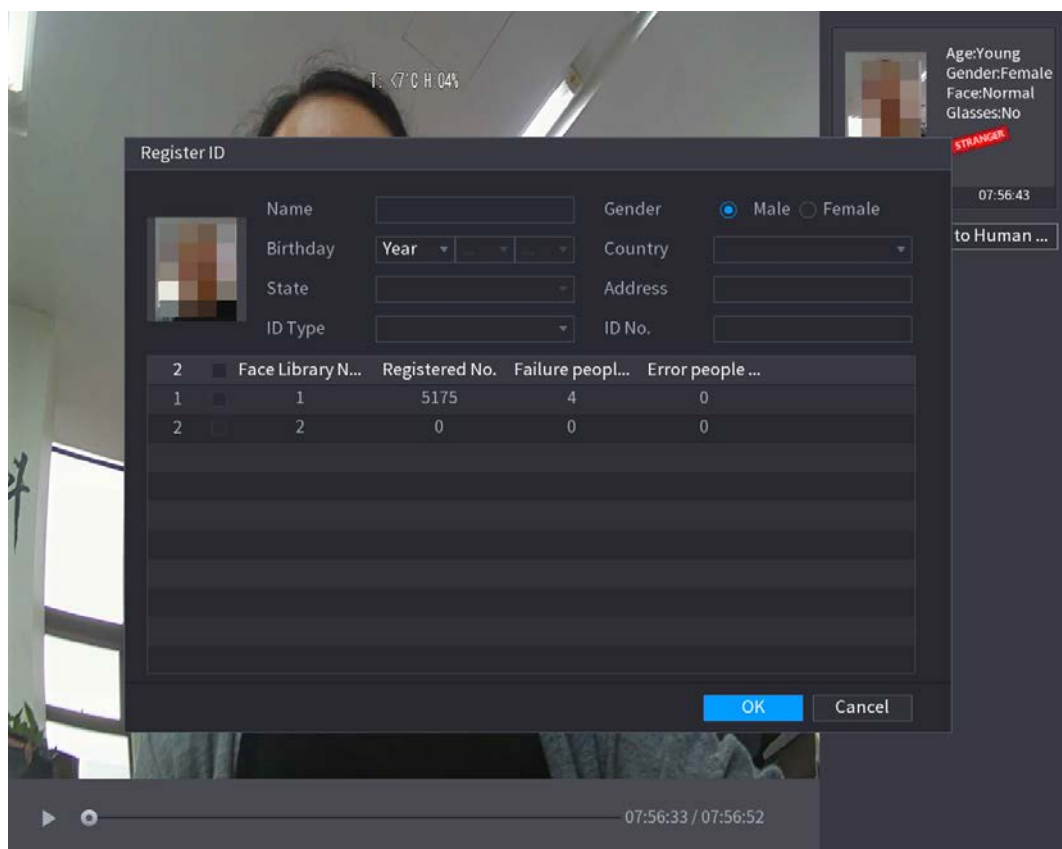 T: <7°C H:04%
Age:Young
Gender:Female
Face:Normal
Glasses:No
STRANGER
07:56:43
to Human ...
Register ID
Name
Gender Male Female
Birthday Year
Country
State
Address
ID Type
ID No.
2 Face Library N... Registered No. Failure peopl... Error people ...
1 1 5175 4 0
2 2 0 0 0
OK Cancel
07:56:33 / 07:56:52